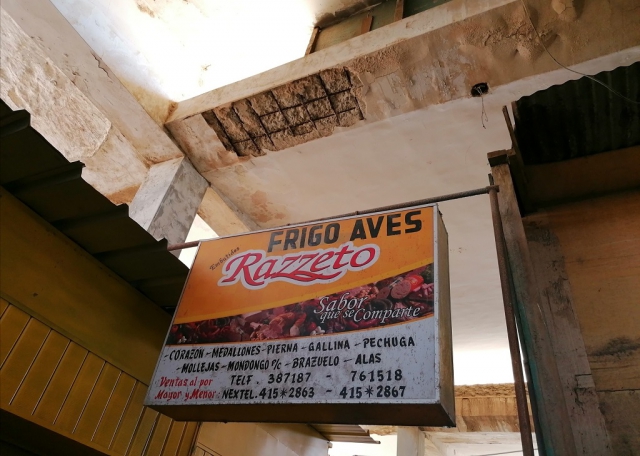 FRIGO AVES
Embutidos
Razzeto
Sabor
que se Comparte
-CORAZON-MEDALLONES-PIERNA-GALLINA-PECHUGA
-MOLLEJAS-MONDONGO %-BRAZUELO-ALAS
Ventas al por TELF. 387187 - 761518
Mayor y Menor: NEXTEL. 415*2863 - 415*2867